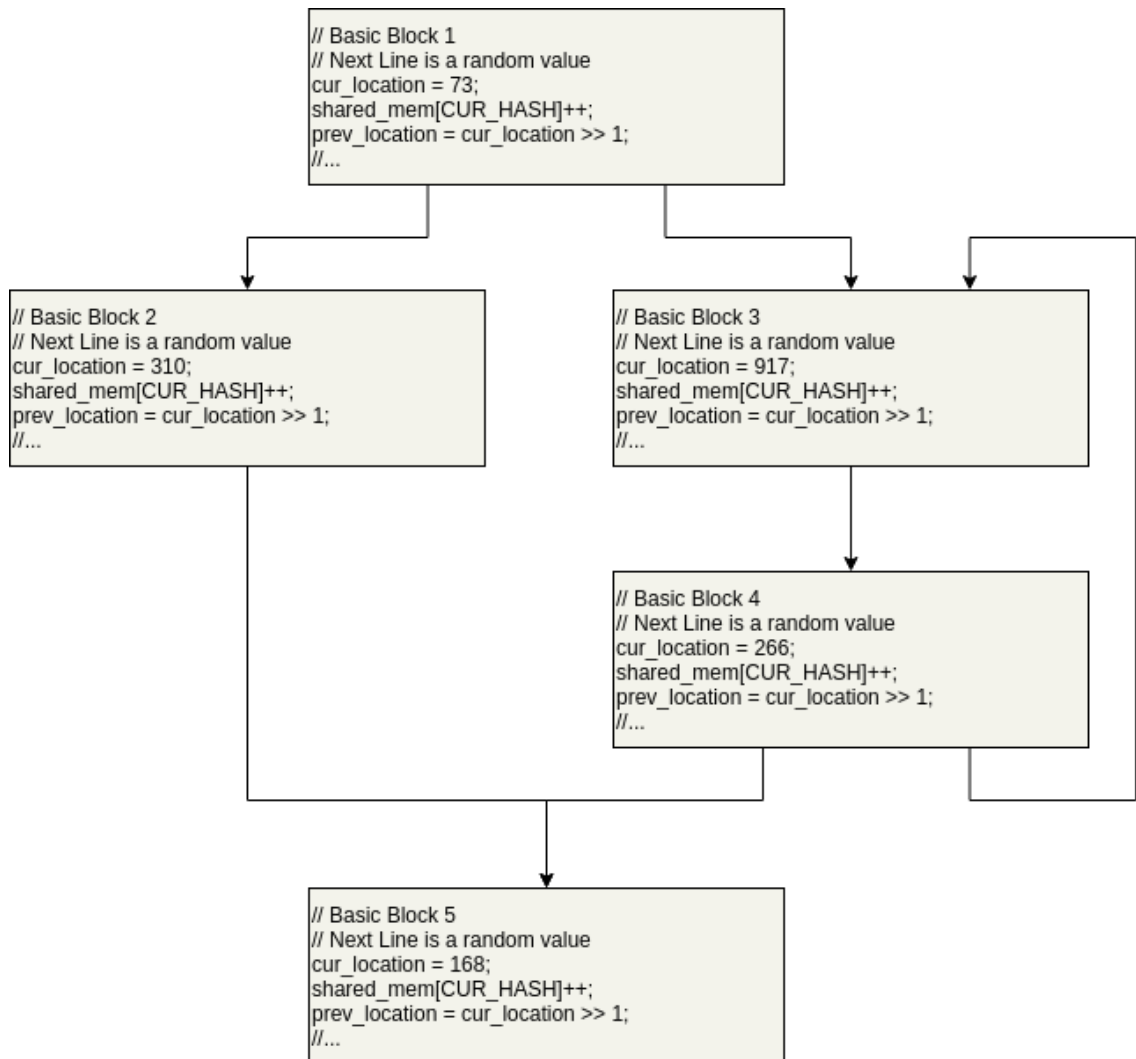 // Basic Block 1
// Next Line is a random value
cur_location = 73;
shared_mem[CUR_HASH]++;
prev_location = cur_location >> 1;
//...
// Basic Block 2
// Next Line is a random value
cur_location = 310;
shared_mem[CUR_HASH]++;
prev_location = cur_location >> 1;
//...
// Basic Block 3
// Next Line is a random value
cur_location = 917;
shared_mem[CUR_HASH]++;
prev_location = cur_location >> 1;
//...
// Basic Block 4
// Next Line is a random value
cur_location = 266;
shared_mem[CUR_HASH]++;
prev_location = cur_location >> 1;
//...
// Basic Block 5
// Next Line is a random value
cur_location = 168;
shared_mem[CUR_HASH]++;
prev_location = cur_location >> 1;
//...